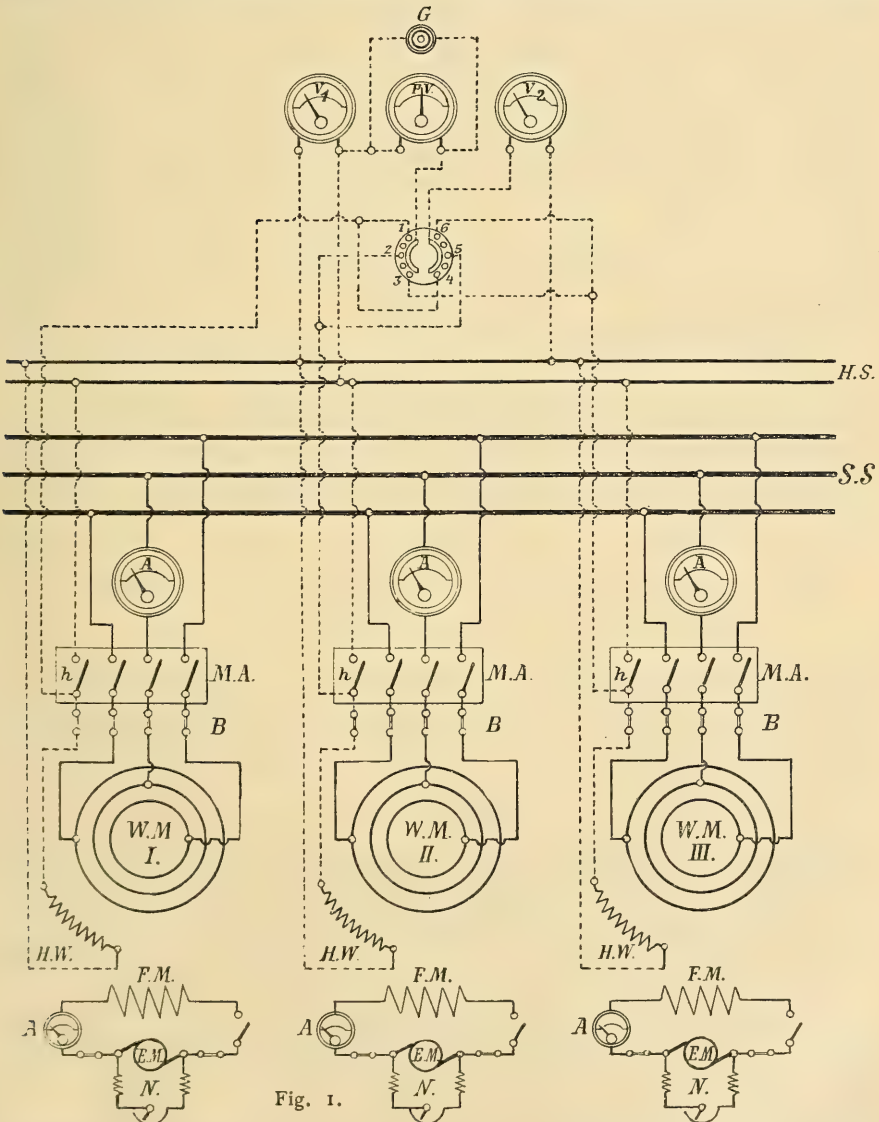 G
V1 P.V. V2
1 6
2 5
3 4
H.S.
S.S
A A A
h M.A. h M.A. h M.A.
B B B
W.M I. W.M. II. W.M. III.
H.W. H.W. H.W.
F.M. F.M. F.M.
A A A
E.M. E.M. E.M.
N. N. N.
Fig. 1.